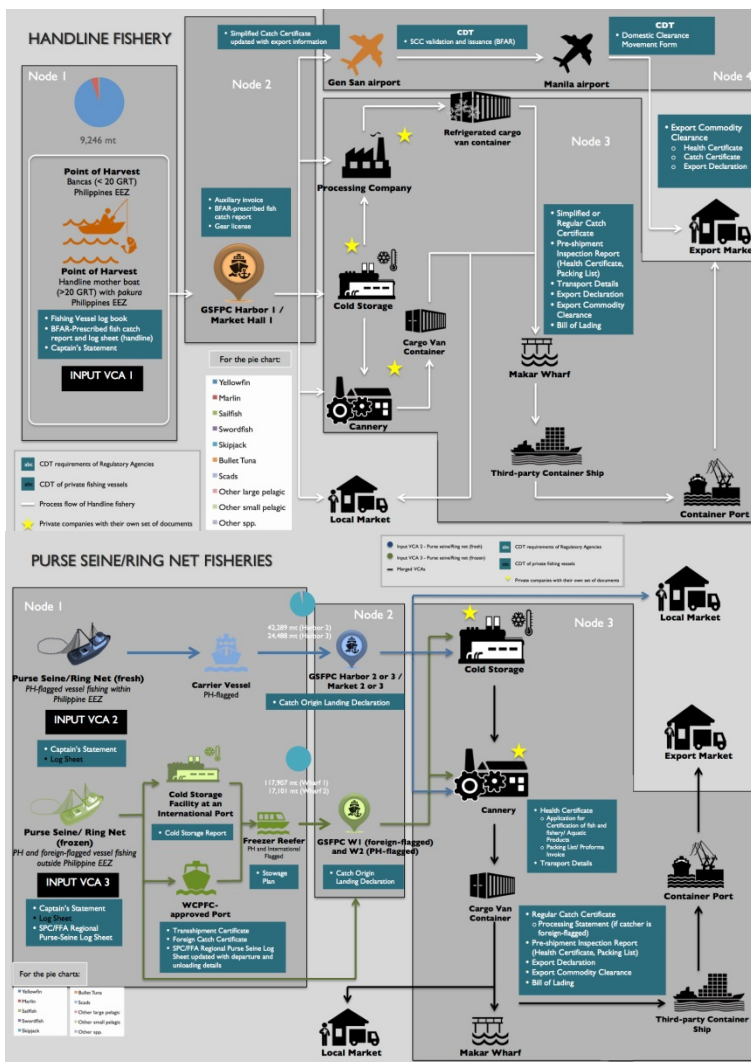 HANDLINE FISHERY
Node 1
9,246 mt
Point of Harvest
Bancas (< 20 GRT)
Philippines EEZ
Point of Harvest
Handline mother boat
(>20 GRT) with pakura
Philippines EEZ
• Fishing Vessel log book
• BFAR-Prescribed fish catch
report and log sheet (handline)
• Captain's Statement
INPUT VCA 1
abc CDT requirements of Regulatory Agencies
abc CDT of private fishing vessels
Process flow of Handline fishery
Private companies with their own set of documents
Node 2
• Simplified Catch Certificate
updated with export information
• Auxiliary invoice
• BFAR-prescribed fish
catch report
• Gear license
GSFPC Harbor 1 /
Market Hall 1
For the pie chart:
Yellowfin
Marlin
Sailfish
Swordfish
Skipjack
Bullet Tuna
Scads
Other large pelagic
Other small pelagic
Other spp.
Gen San airport
CDT
• SCC validation and issuance (BFAR)
Manila airport
CDT
• Domestic Clearance
Movement Form
Node 4
Refrigerated cargo
van container
Node 3
Processing Company
Cold Storage
Cargo Van
Container
Cannery
Local Market
• Simplified or
Regular Catch
Certificate
• Pre-shipment
Inspection Report
(Health Certificate,
Packing List)
• Transport Details
• Export Declaration
• Export Commodity
Clearance
• Bill of Lading
Makar Wharf
Third-party Container Ship
Container Port
• Export Commodity
Clearance
o Health Certificate
o Catch Certificate
o Export Declaration
Export Market
PURSE SEINE/RING NET FISHERIES
Input VCA 2 - Purse seine/Ring net (fresh)
Input VCA 3 - Purse seine/Ring net (frozen)
Merged VCAs
abc CDT requirements of Regulatory Agencies
abc CDT of private fishing vessels
Private companies with their own set of documents
Node 1
Purse Seine/Ring Net (fresh)
PH-flagged vessel fishing within
Philippine EEZ
INPUT VCA 2
• Captain's Statement
• Log Sheet
Carrier Vessel
PH-flagged
42,289 mt (Harbor 2)
24,488 mt (Harbor 3)
Node 2
GSFPC Harbor 2 or 3 /
Market 2 or 3
• Catch Origin Landing Declaration
Purse Seine/ Ring Net
(frozen)
PH and foreign-flagged vessel fishing
outside Philippine EEZ
INPUT VCA 3
• Captain's Statement
• Log Sheet
• SPC/FFA Regional
Purse-Seine Log Sheet
Cold Storage
Facility at an
International Port
• Cold Storage Report
WCPFC-
approved Port
• Transshipment Certificate
• Foreign Catch Certificate
• SPC/FFA Regional Purse Seine Log
Sheet updated with departure and
unloading details
117,907 mt (Wharf 1)
17,101 mt (Wharf 2)
Freezer Reefer
PH and International
Flagged
• Stowage
Plan
GSFPC W1 (foreign-flagged)
and W2 (PH-flagged)
• Catch Origin
Landing Declaration
For the pie charts:
Yellowfin
Marlin
Sailfish
Swordfish
Skipjack
Bullet Tuna
Scads
Other large pelagic
Other small pelagic
Other spp.
Node 3
Cold Storage
Cannery
• Health Certificate
o Application for
Certification of fish and
fishery/ Aquatic
Products
o Packing List/ Proforma
Invoice
• Transport Details
Cargo Van
Container
• Regular Catch Certificate
o Processing Statement (if catcher is
foreign-flagged)
• Pre-shipment Inspection Report
(Health Certificate, Packing List)
• Export Declaration
• Export Commodity Clearance
• Bill of Lading
Local Market
Makar Wharf
Third-party Container
Ship
Container Port
Export Market
Local Market